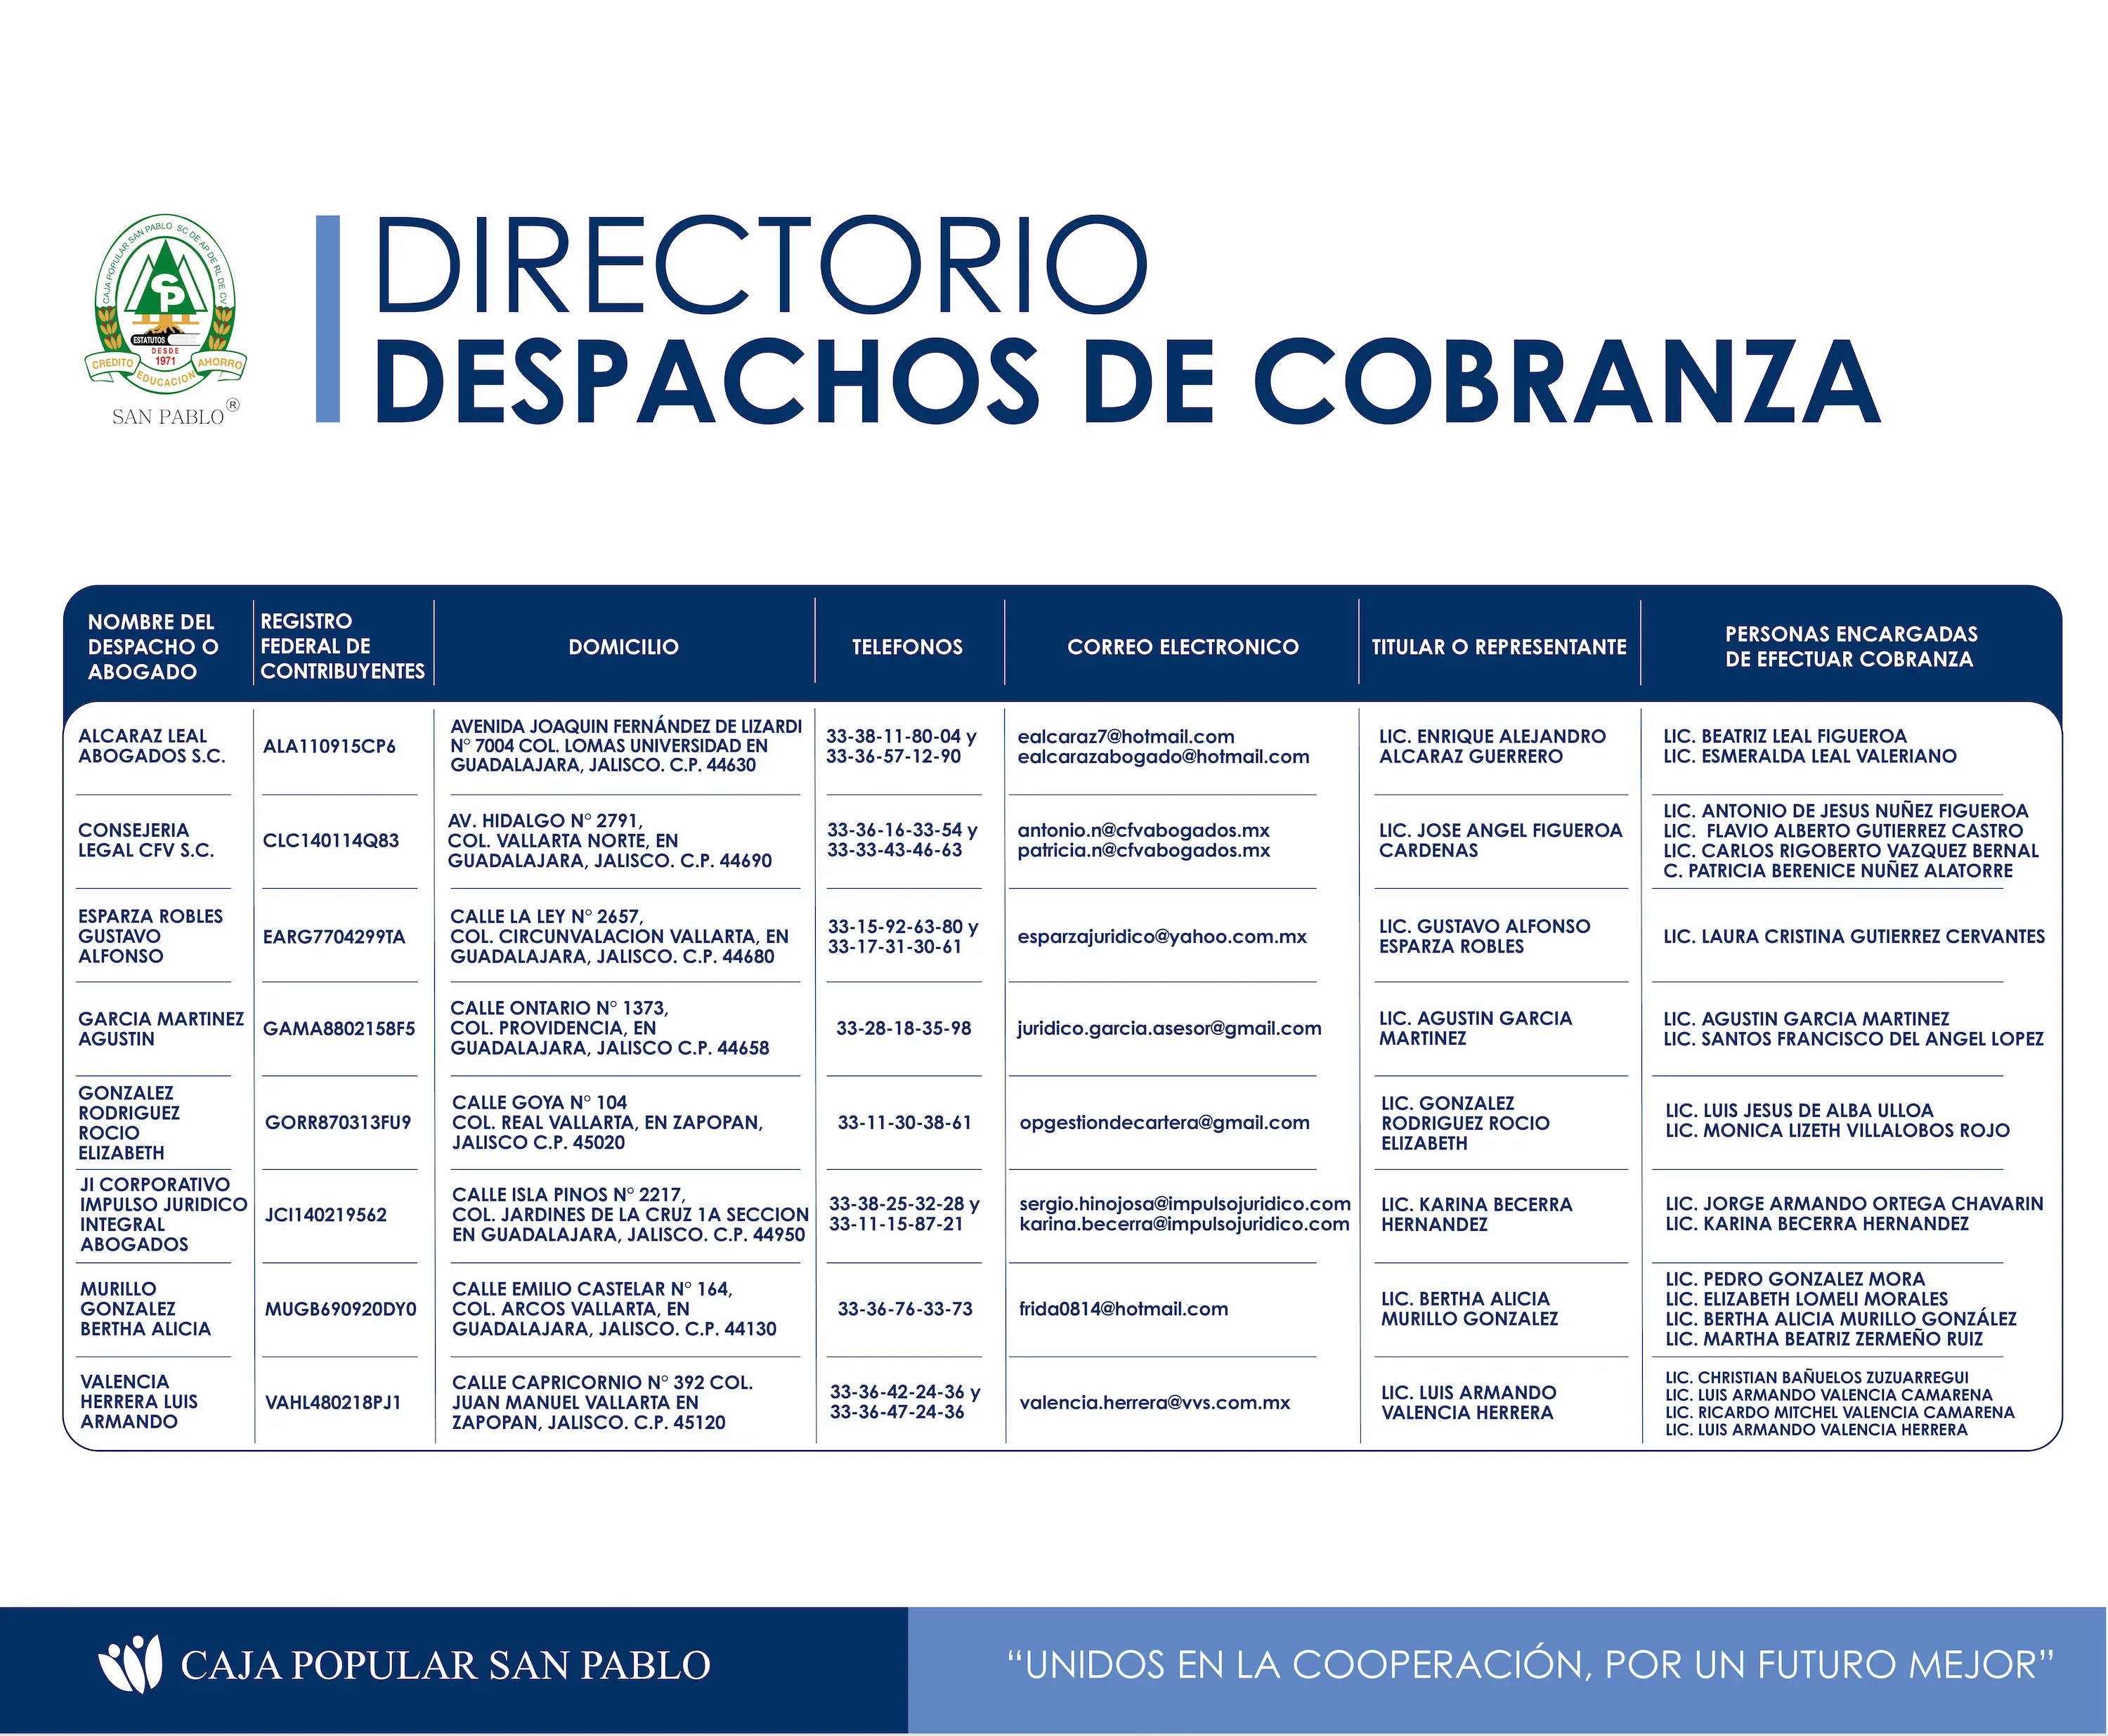 CAJA POPULAR SAN PABLO SC DE AP DE RL DE CV
CP
ESTATUTOS
DESDE
1971
CREDITO
EDUCACION
AHORRO
SAN PABLO®
DIRECTORIO
DESPACHOS DE COBRANZA
NOMBRE DEL
DESPACHO O
ABOGADO
REGISTRO
FEDERAL DE
CONTRIBUYENTES
DOMICILIO
TELEFONOS
CORREO ELECTRONICO
TITULAR O REPRESENTANTE
PERSONAS ENCARGADAS
DE EFECTUAR COBRANZA
ALCARAZ LEAL
ABOGADOS S.C.
ALA110915CP6
AVENIDA JOAQUIN FERNÁNDEZ DE LIZARDI
N° 7004 COL. LOMAS UNIVERSIDAD EN
GUADALAJARA, JALISCO. C.P. 44630
33-38-11-80-04 y
33-36-57-12-90
ealcaraz7@hotmail.com
ealcarazabogado@hotmail.com
LIC. ENRIQUE ALEJANDRO
ALCARAZ GUERRERO
LIC. BEATRIZ LEAL FIGUEROA
LIC. ESMERALDA LEAL VALERIANO
CONSEJERIA
LEGAL CFV S.C.
CLC140114Q83
AV. HIDALGO N° 2791,
COL. VALLARTA NORTE, EN
GUADALAJARA, JALISCO. C.P. 44690
33-36-16-33-54 y
33-33-43-46-63
antonio.n@cfvabogados.mx
patricia.n@cfvabogados.mx
LIC. JOSE ANGEL FIGUEROA
CARDENAS
LIC. ANTONIO DE JESUS NUÑEZ FIGUEROA
LIC. FLAVIO ALBERTO GUTIERREZ CASTRO
LIC. CARLOS RIGOBERTO VAZQUEZ BERNAL
C. PATRICIA BERENICE NUÑEZ ALATORRE
ESPARZA ROBLES
GUSTAVO
ALFONSO
EARG7704299TA
CALLE LA LEY N° 2657,
COL. CIRCUNVALACION VALLARTA, EN
GUADALAJARA, JALISCO. C.P. 44680
33-15-92-63-80 y
33-17-31-30-61
esparzajuridico@yahoo.com.mx
LIC. GUSTAVO ALFONSO
ESPARZA ROBLES
LIC. LAURA CRISTINA GUTIERREZ CERVANTES
GARCIA MARTINEZ
AGUSTIN
GAMA8802158F5
CALLE ONTARIO N° 1373,
COL. PROVIDENCIA, EN
GUADALAJARA, JALISCO C.P. 44658
33-28-18-35-98
juridico.garcia.asesor@gmail.com
LIC. AGUSTIN GARCIA
MARTINEZ
LIC. AGUSTIN GARCIA MARTINEZ
LIC. SANTOS FRANCISCO DEL ANGEL LOPEZ
GONZALEZ
RODRIGUEZ
ROCIO
ELIZABETH
GORR870313FU9
CALLE GOYA N° 104
COL. REAL VALLARTA, EN ZAPOPAN,
JALISCO C.P. 45020
33-11-30-38-61
opgestiondecartera@gmail.com
LIC. GONZALEZ
RODRIGUEZ ROCIO
ELIZABETH
LIC. LUIS JESUS DE ALBA ULLOA
LIC. MONICA LIZETH VILLALOBOS ROJO
JI CORPORATIVO
IMPULSO JURIDICO
INTEGRAL
ABOGADOS
JCI140219562
CALLE ISLA PINOS N° 2217,
COL. JARDINES DE LA CRUZ 1A SECCION
EN GUADALAJARA, JALISCO. C.P. 44950
33-38-25-32-28 y
33-11-15-87-21
sergio.hinojosa@impulsojuridico.com
karina.becerra@impulsojuridico.com
LIC. KARINA BECERRA
HERNANDEZ
LIC. JORGE ARMANDO ORTEGA CHAVARIN
LIC. KARINA BECERRA HERNANDEZ
MURILLO
GONZALEZ
BERTHA ALICIA
MUGB690920DY0
CALLE EMILIO CASTELAR N° 164,
COL. ARCOS VALLARTA, EN
GUADALAJARA, JALISCO. C.P. 44130
33-36-76-33-73
frida0814@hotmail.com
LIC. BERTHA ALICIA
MURILLO GONZALEZ
LIC. PEDRO GONZALEZ MORA
LIC. ELIZABETH LOMELI MORALES
LIC. BERTHA ALICIA MURILLO GONZÁLEZ
LIC. MARTHA BEATRIZ ZERMEÑO RUIZ
VALENCIA
HERRERA LUIS
ARMANDO
VAHL480218PJ1
CALLE CAPRICORNIO N° 392 COL.
JUAN MANUEL VALLARTA EN
ZAPOPAN, JALISCO. C.P. 45120
33-36-42-24-36 y
33-36-47-24-36
valencia.herrera@vvs.com.mx
LIC. LUIS ARMANDO
VALENCIA HERRERA
LIC. CHRISTIAN BAÑUELOS ZUZUARREGUI
LIC. LUIS ARMANDO VALENCIA CAMARENA
LIC. RICARDO MITCHEL VALENCIA CAMARENA
LIC. LUIS ARMANDO VALENCIA HERRERA
CAJA POPULAR SAN PABLO
“UNIDOS EN LA COOPERACIÓN, POR UN FUTURO MEJOR”